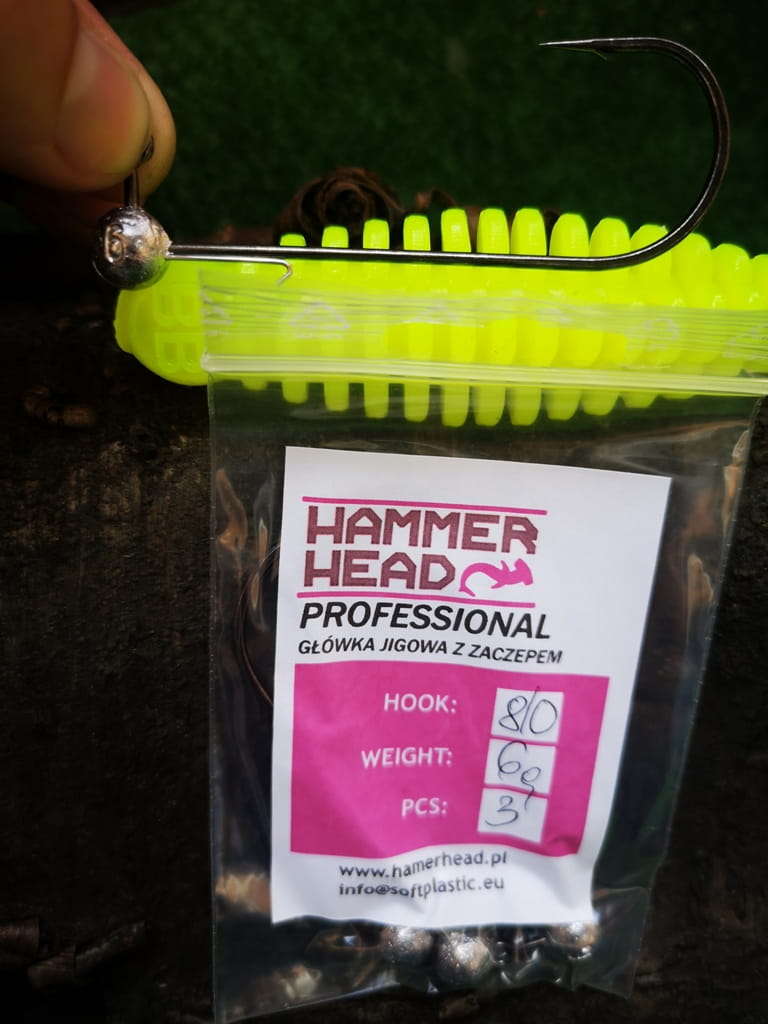 HAMMER
HEAD
PROFESSIONAL
GŁÓWKA JIGOWA Z ZACZEPEM
HOOK: 8/0
WEIGHT: 6g
PCS: 3
www.hamerhead.pl
info@softplastic.eu